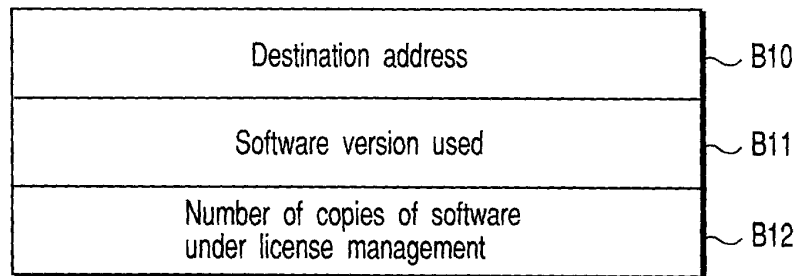 Destination address B10
Software version used B11
Number of copies of software
under license management B12